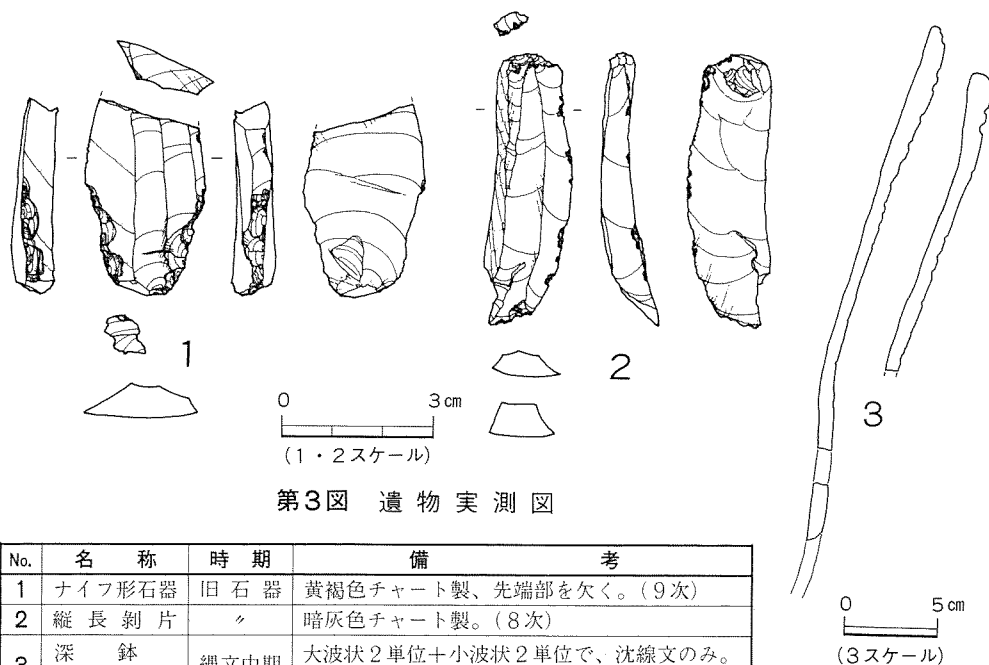 1
2
3
0 3 cm
(1・2スケール)
第3図 遺物実測図
0 5 cm
(3スケール)
No. 名称 時期 備考
1 ナイフ形石器 旧石器 黄褐色チャート製、先端部を欠く。(9次)
2 縦長剥片 〃 暗灰色チャート製。(8次)
3 深鉢 縄文中期 大波状2単位+小波状2単位で、沈線文のみ。